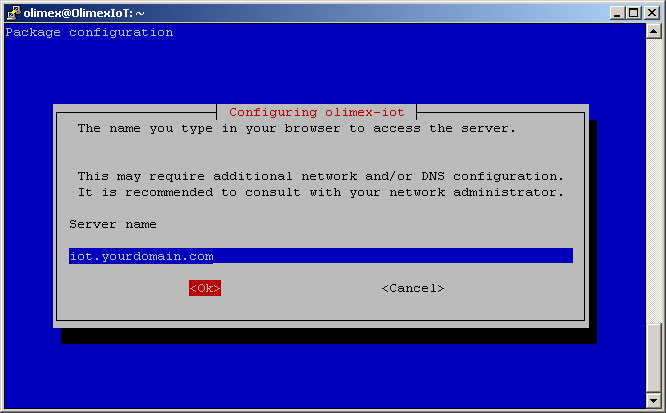 olimex@OlimexIoT: ~
Package configuration
Configuring olimex-iot
The name you type in your browser to access the server.
This may require additional network and/or DNS configuration.
It is recommended to consult with your network administrator.
Server name
iot.yourdomain.com
<Ok> <Cancel>